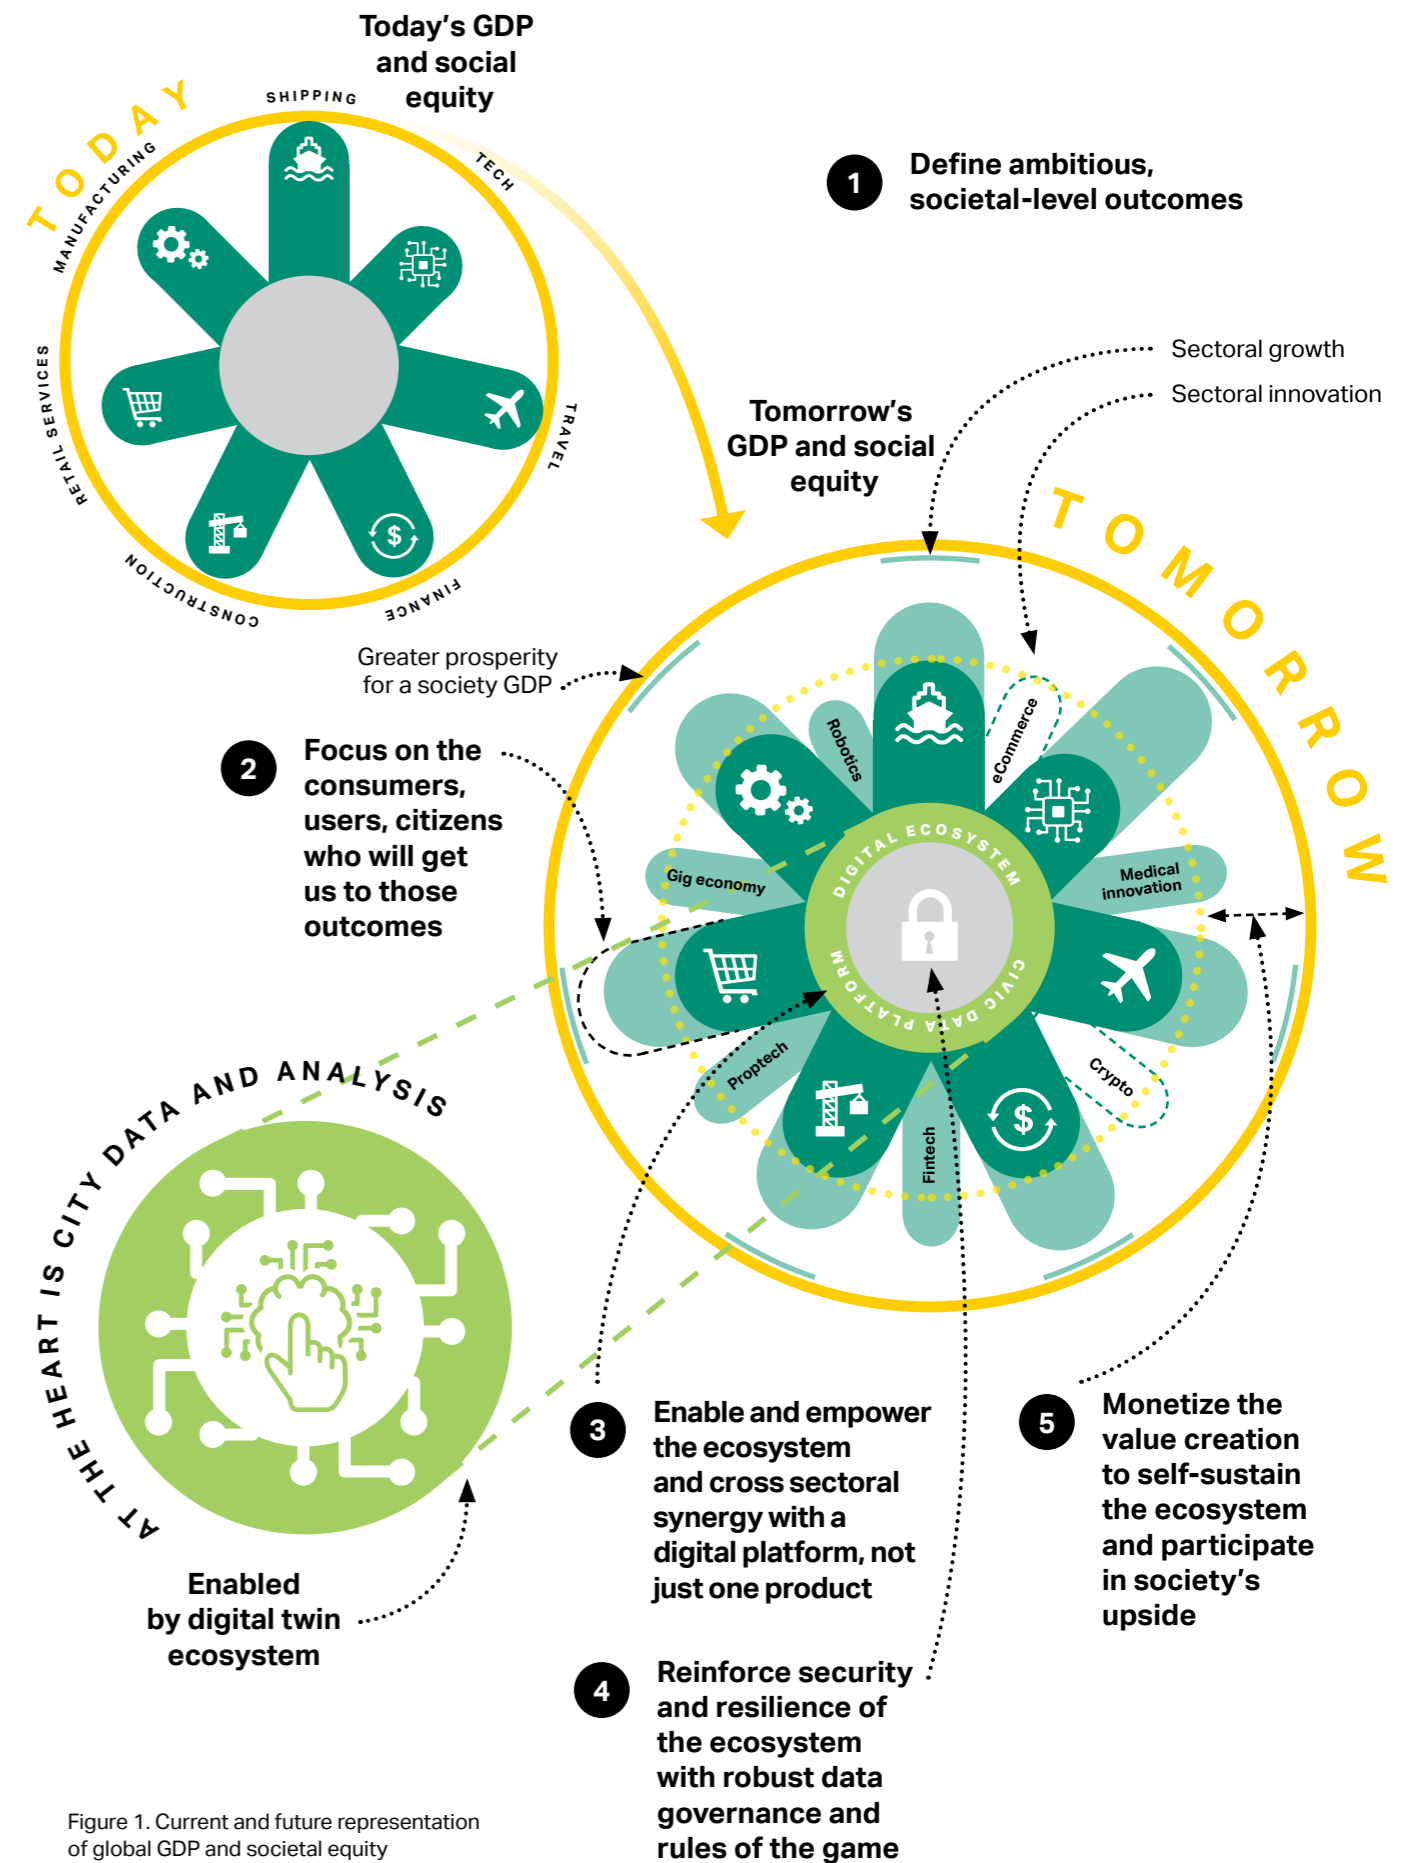 Today's GDP
and social
equity
TODAY
SHIPPING
TECH
TRAVEL
FINANCE
CONSTRUCTION
RETAIL SERVICES
MANUFACTURING
1
Define ambitious,
societal-level outcomes
Sectoral growth
Sectoral innovation
Tomorrow's
GDP and social
equity
TOMORROW
Greater prosperity
for a society GDP
2
Focus on the
consumers,
users, citizens
who will get
us to those
outcomes
Robotics
eCommerce
Medical
innovation
Crypto
Fintech
Proptech
Gig economy
DIGITAL ECOSYSTEM
CIVIC DATA PLATFORM
$
$
AT THE HEART IS CITY DATA AND ANALYSIS
Enabled
by digital twin
ecosystem
3
Enable and empower
the ecosystem
and cross sectoral
synergy with a
digital platform, not
just one product
4
Reinforce security
and resilience of
the ecosystem
with robust data
governance and
rules of the game
5
Monetize the
value creation
to self-sustain
the ecosystem
and participate
in society's
upside
Figure 1. Current and future representation
of global GDP and societal equity